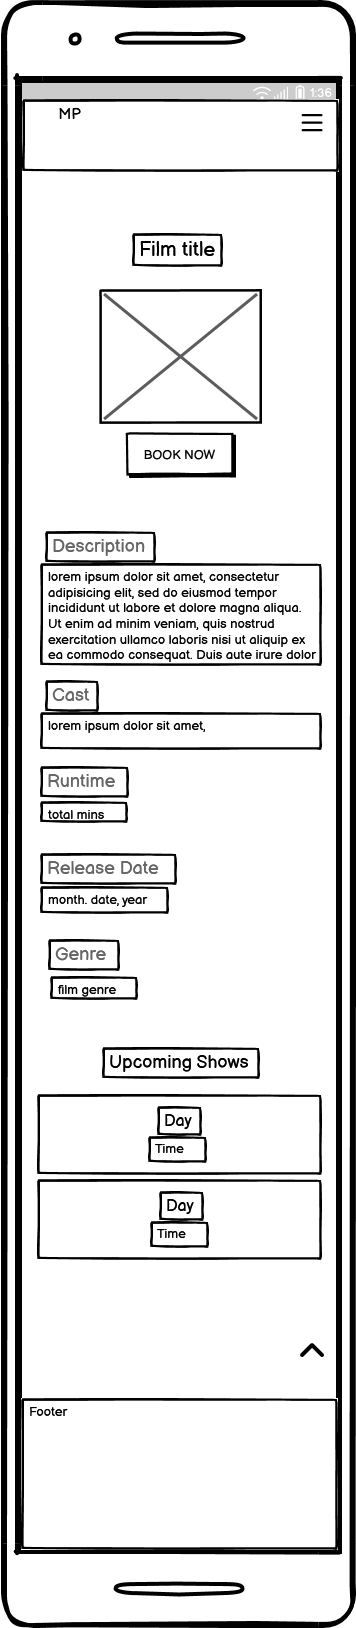 1:36
MP
Film title
BOOK NOW
Description
lorem ipsum dolor sit amet, consectetur
adipisicing elit, sed do eiusmod tempor
incididunt ut labore et dolore magna aliqua.
Ut enim ad minim veniam, quis nostrud
exercitation ullamco laboris nisi ut aliquip ex
ea commodo consequat. Duis aute irure dolor
Cast
lorem ipsum dolor sit amet,
Runtime
total mins
Release Date
month. date, year
Genre
film genre
Upcoming Shows
Day
Time
Day
Time
Footer